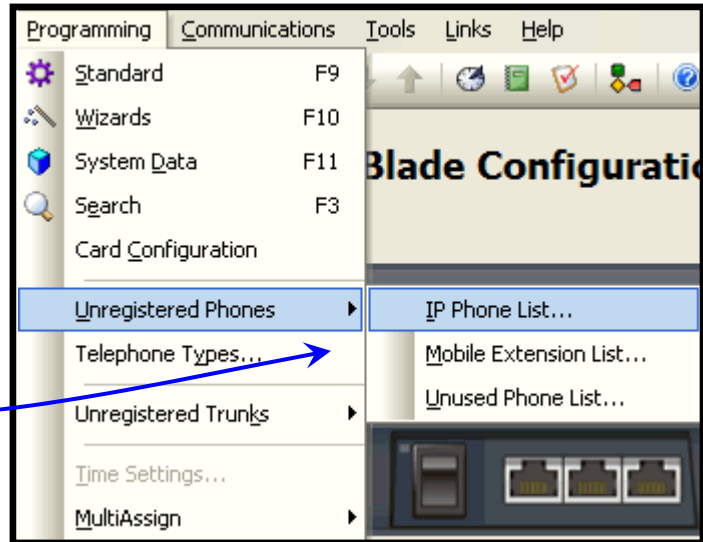 Programming Communications Tools Links Help
Standard F9
Wizards F10
System Data F11
Blade Configuratio
Search F3
Card Configuration
Unregistered Phones IP Phone List...
Telephone Types... Mobile Extension List...
Unused Phone List...
Unregistered Trunks
Time Settings...
MultiAssign